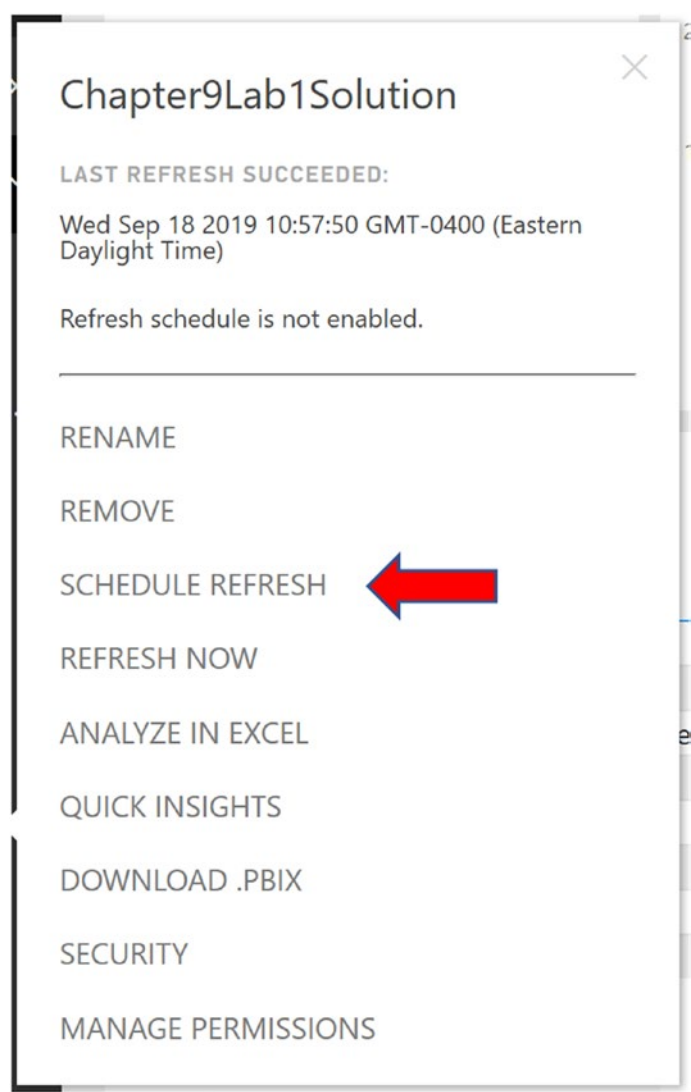 Chapter9Lab1Solution
LAST REFRESH SUCCEEDED:
Wed Sep 18 2019 10:57:50 GMT-0400 (Eastern
Daylight Time)
Refresh schedule is not enabled.
RENAME
REMOVE
SCHEDULE REFRESH
REFRESH NOW
ANALYZE IN EXCEL
QUICK INSIGHTS
DOWNLOAD .PBIX
SECURITY
MANAGE PERMISSIONS